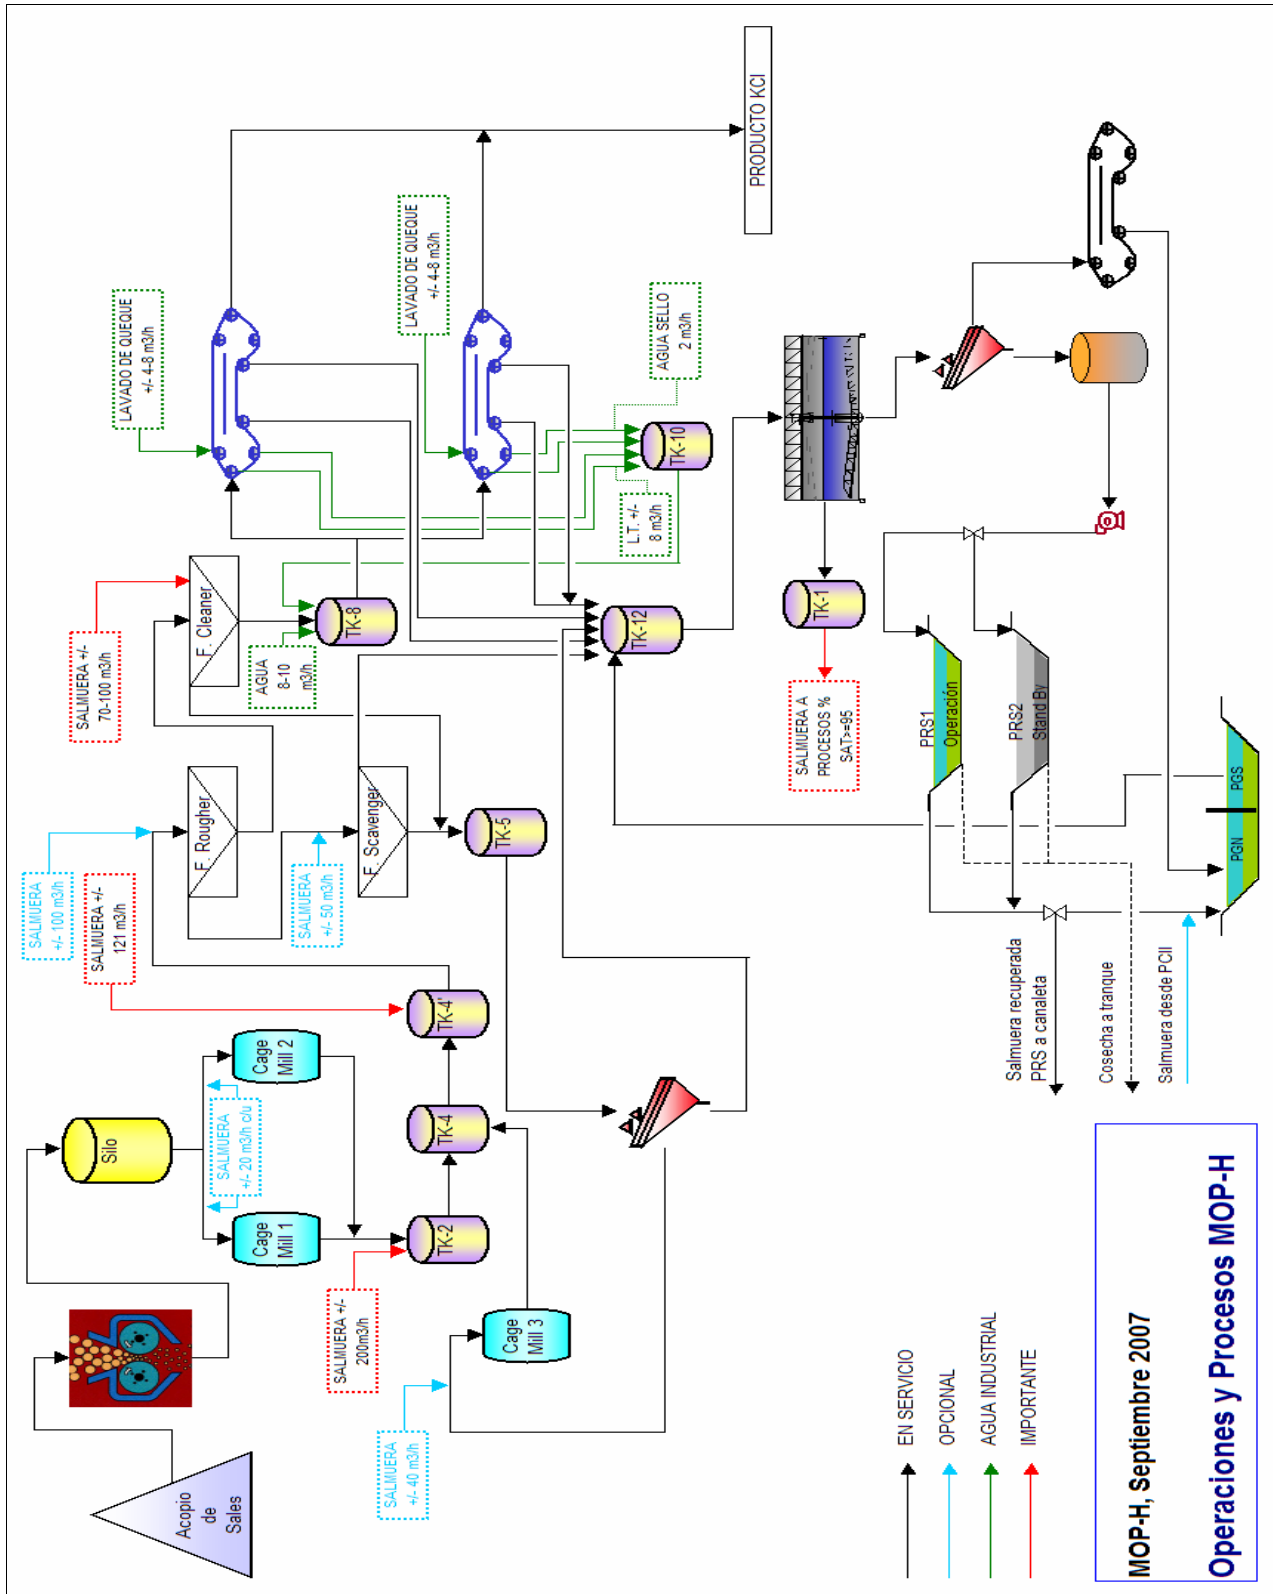 Acopio
de
Sales
Silo
Cage
Mill 1
Cage
Mill 2
SALMUERA
+/- 20 m3/h c/u
SALMUERA +/-
200m3/h
SALMUERA
+/- 40 m3/h
Cage
Mill 3
TK-2
TK-4
TK-4'
SALMUERA
+/- 100 m3/h
SALMUERA +/-
121 m3/h
F. Rougher
SALMUERA
+/- 50 m3/h
F. Scavenger
TK-5
SALMUERA +/-
70-100 m3/h
F. Cleaner
AGUA
8-10
m3/h
TK-8
LAVADO DE QUEQUE
+/- 4-8 m3/h
LAVADO DE QUEQUE
+/- 4-8 m3/h
AGUA SELLO
2 m3/h
L.T. +/-
8 m3/h
TK-10
TK-12
PRODUCTO KCl
TK-1
SALMUERA A
PROCESOS %
SAT>=95
PRS1
Operación
PRS2
Stand By
PGN
PGS
Salmuera recuperada
PRS a canaleta
Cosecha a tranque
Salmuera desde PCII
EN SERVICIO
OPCIONAL
AGUA INDUSTRIAL
IMPORTANTE
MOP-H, Septiembre 2007
Operaciones y Procesos MOP-H